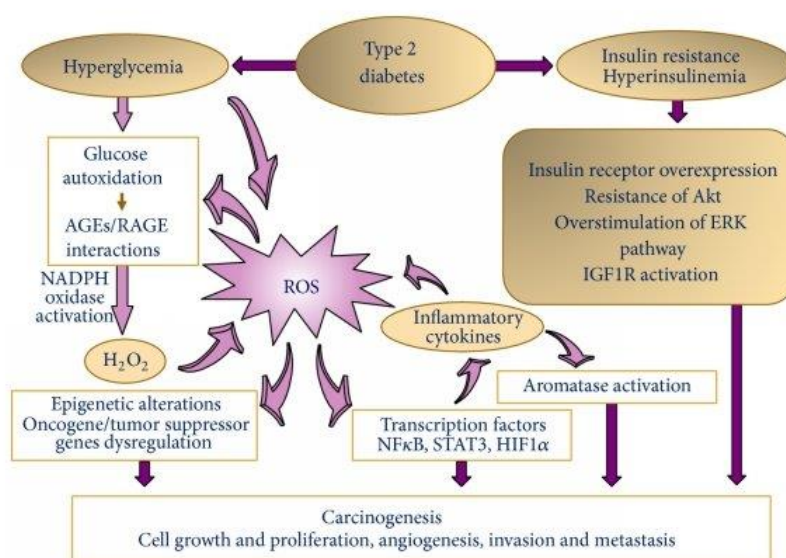 Type 2
diabetes
Hyperglycemia
Insulin resistance
Hyperinsulinemia
Glucose
autoxidation
AGEs/RAGE
interactions
NADPH
oxidase
activation
H₂O₂
ROS
Insulin receptor overexpression
Resistance of Akt
Overstimulation of ERK
pathway
IGF1R activation
Inflammatory
cytokines
Aromatase activation
Epigenetic alterations
Oncogene/tumor suppressor
genes dysregulation
Transcription factors
NFκB, STAT3, HIF1α
Carcinogenesis
Cell growth and proliferation, angiogenesis, invasion and metastasis